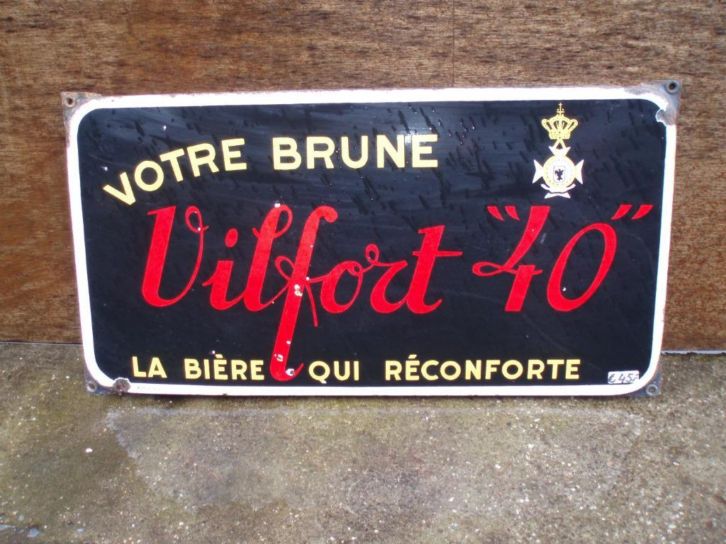 VOTRE BRUNE
Vilfort "40"
LA BIÈRE QUI RÉCONFORTE